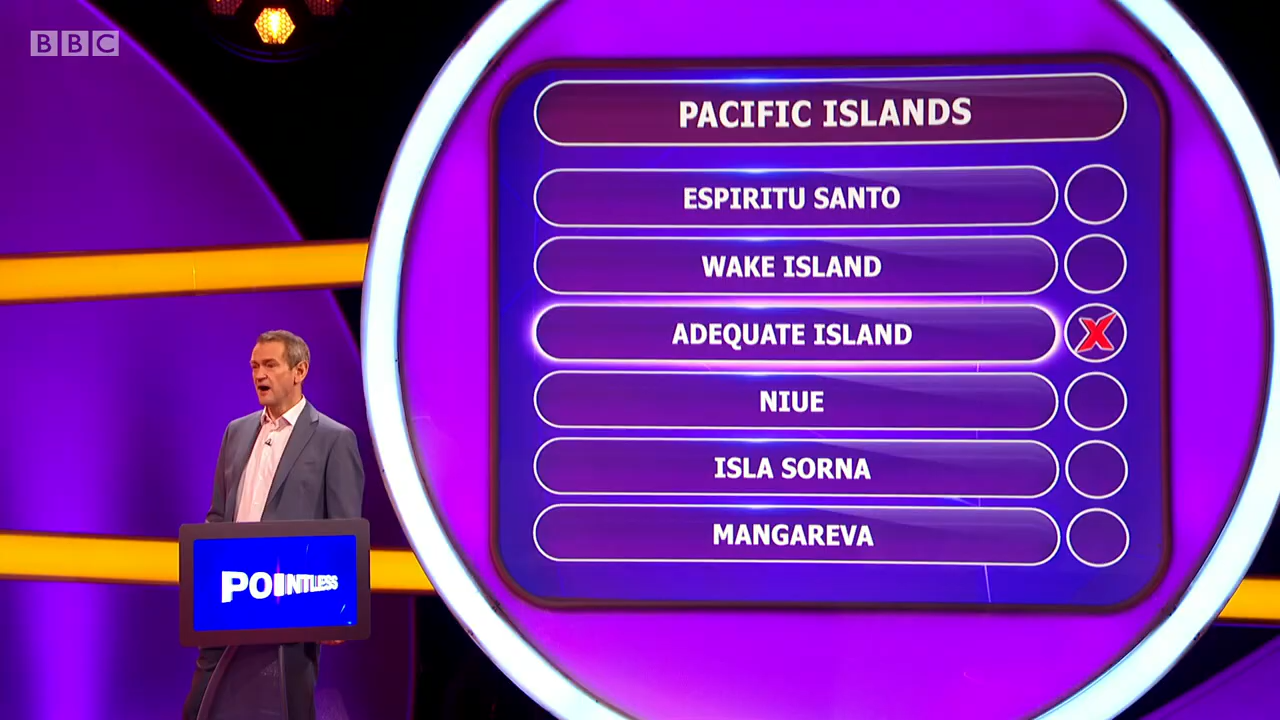 BBC
PACIFIC ISLANDS
ESPIRITU SANTO
WAKE ISLAND
ADEQUATE ISLAND
X
NIUE
ISLA SORNA
MANGAREVA
POINTLESS